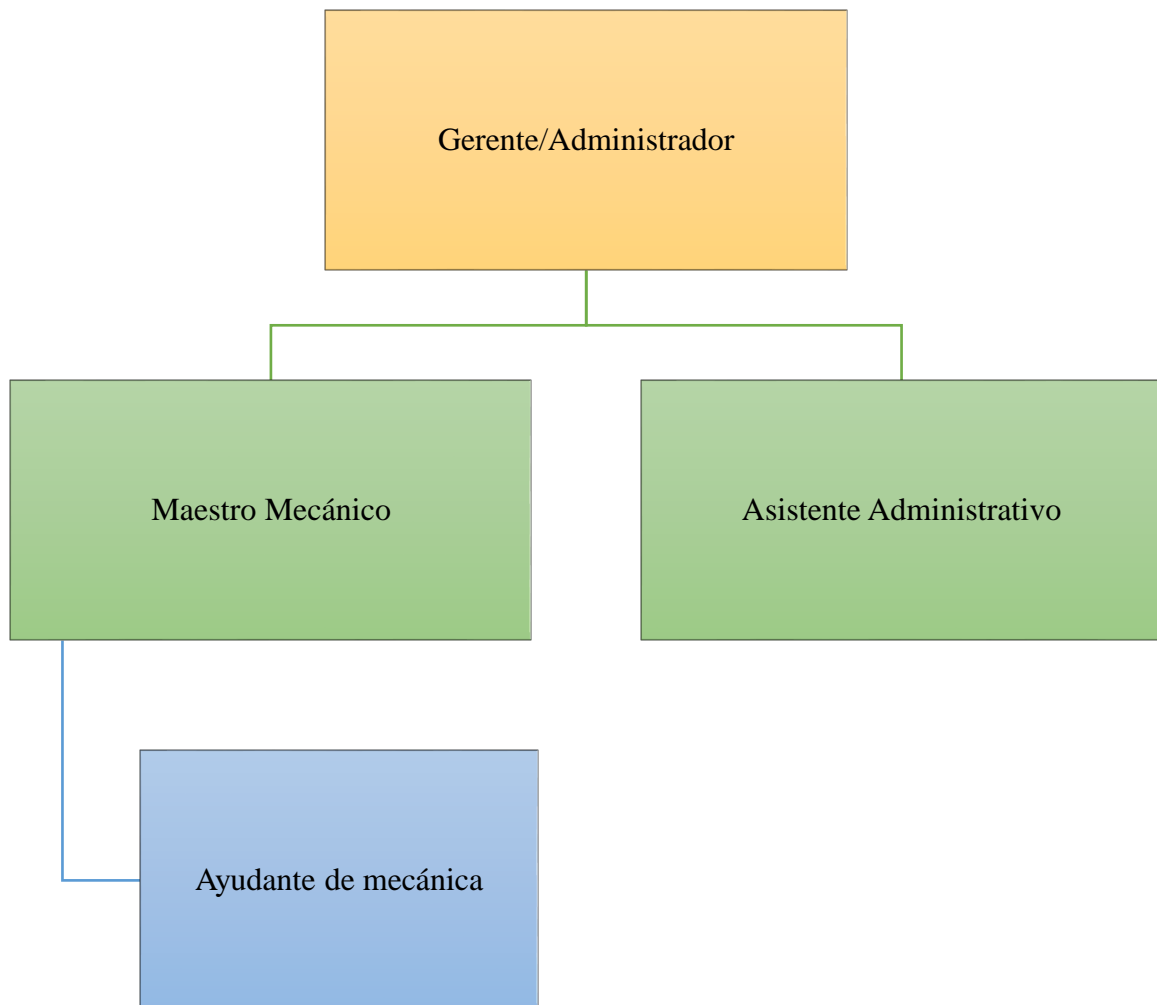 Gerente/Administrador
Maestro Mecánico
Asistente Administrativo
Ayudante de mecánica